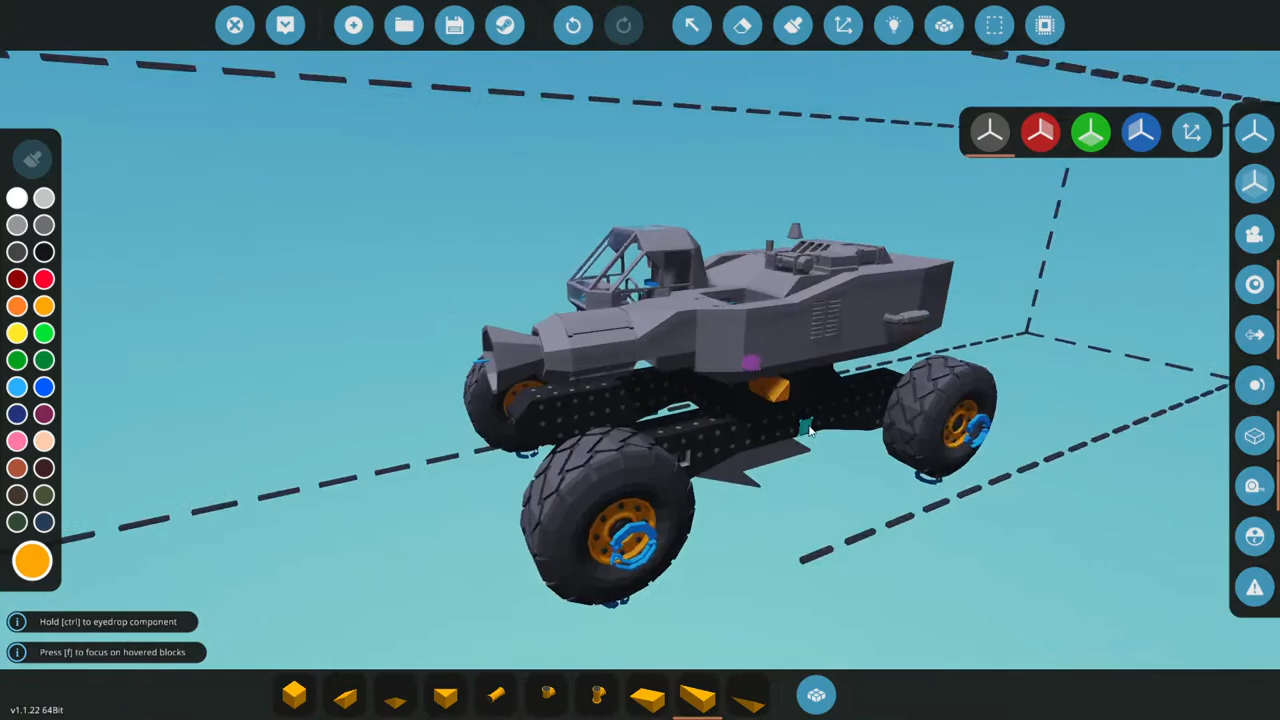 Hold [ctrl] to eyedrop component
Press [f] to focus on hovered blocks
v1.1.22 64Bit